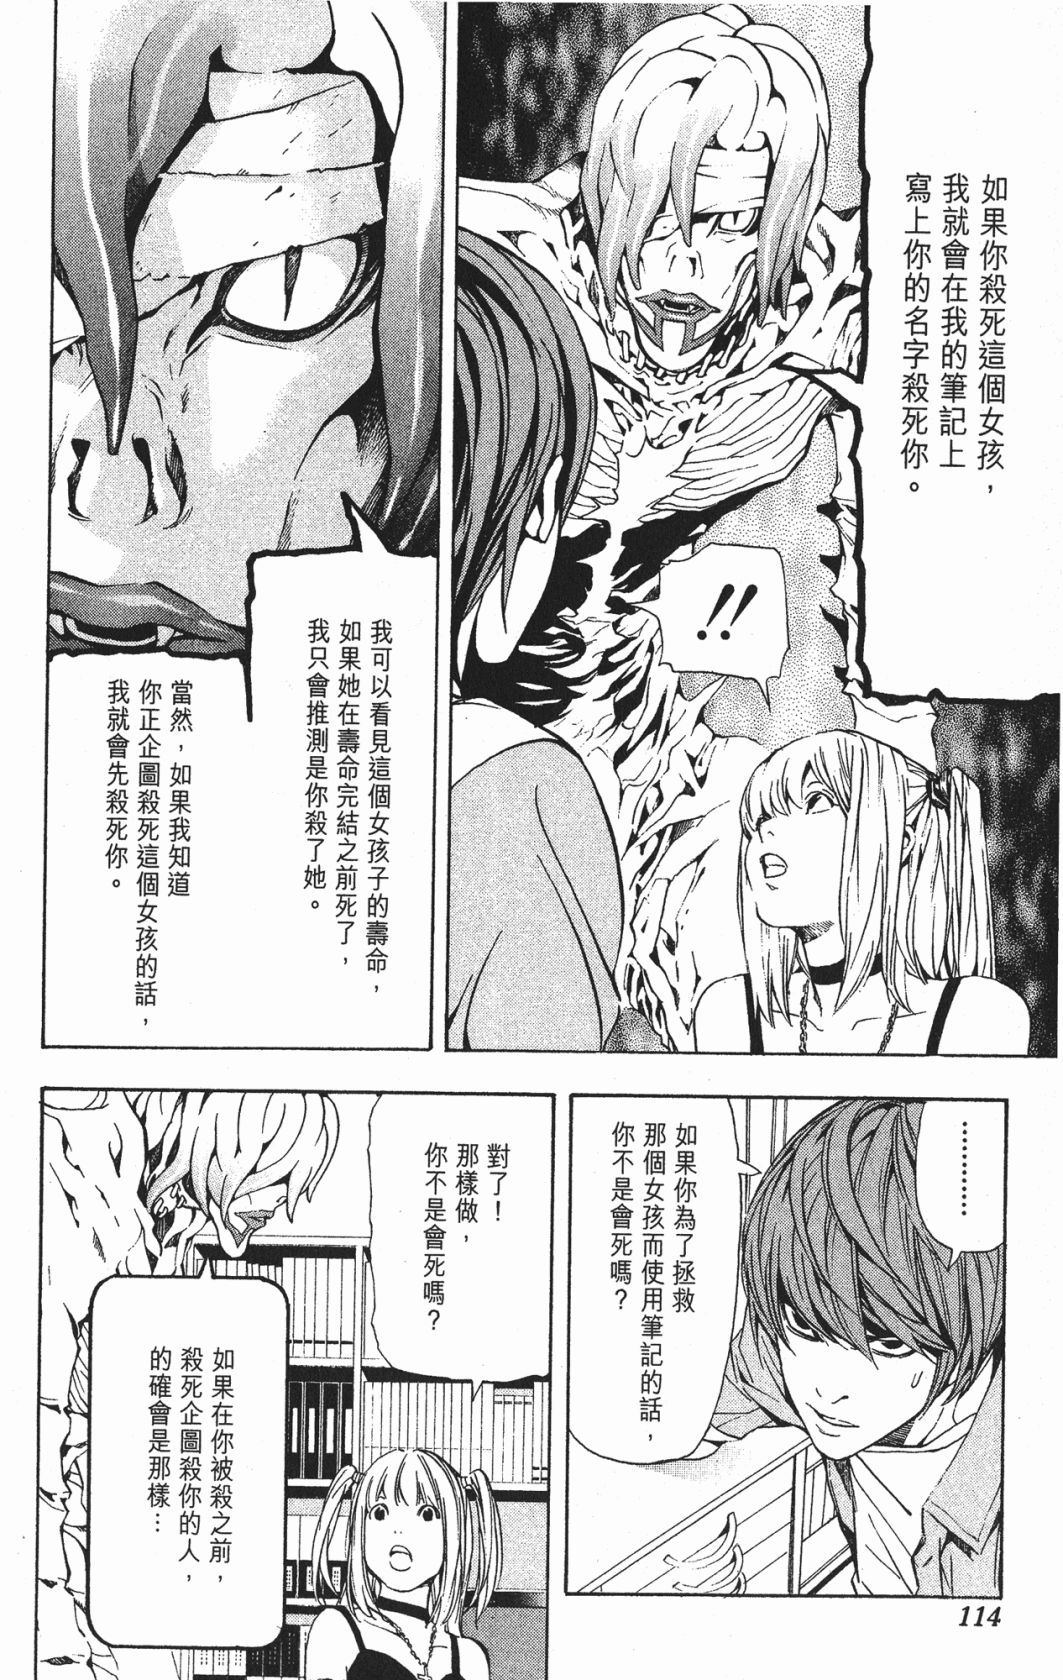 如果你殺死這個女孩，
我就會在我的筆記上
寫上你的名字殺死你。
!!
我可以看見這個女孩子的壽命，
如果她在壽命完結之前死了，
我只會推測是你殺了她。
當然，如果我知道
你正企圖殺死這個女孩的話，
我就會先殺死你。
………
如果你為了拯救
那個女孩而使用筆記的話，
你不是會死嗎？
對了！
那樣做，
你不是會死嗎？
如果在你被殺之前，
殺死企圖殺你的人，
的確會是那樣…
114